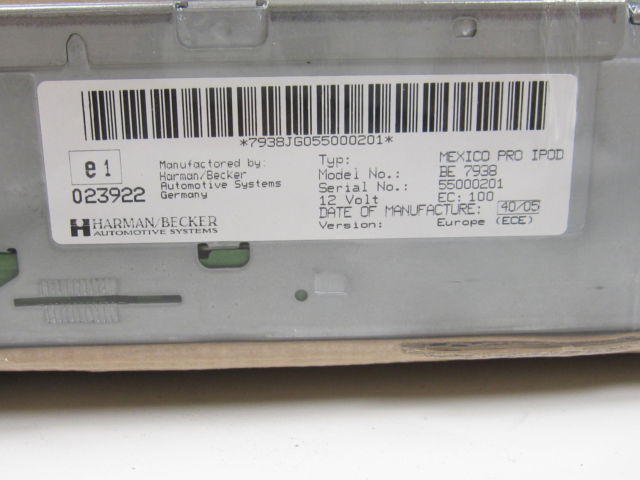 *7938JG055000201*
e1
023922
Manufactored by:
Harman/Becker
Automotive Systems
Germany
HARMAN/BECKER
AUTOMOTIVE SYSTEMS
Typ: MEXICO PRO IPOD
Model No.: BE 7938
Serial No.: 55000201
12 Volt EC: 100
DATE OF MANUFACTURE: 40/05
Version: Europe (ECE)